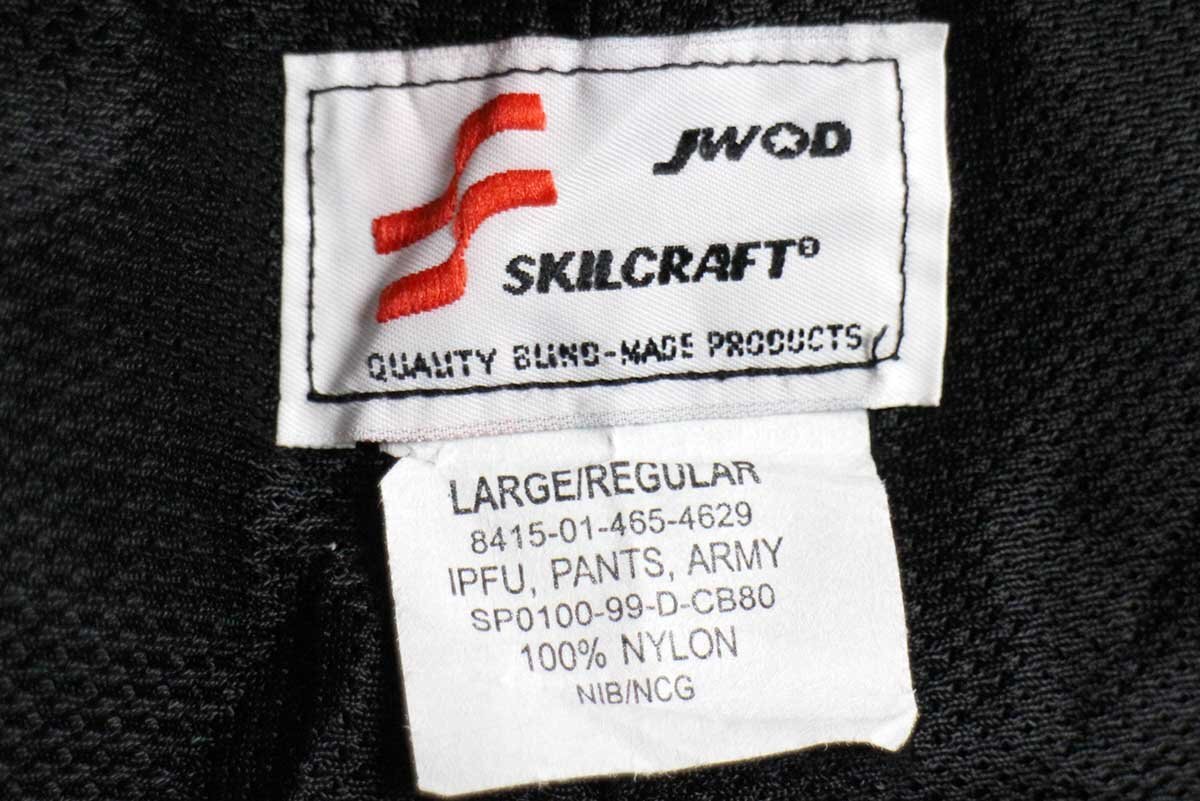 JWOD
SKILCRAFT®
QUALITY BLIND-MADE PRODUCTS
LARGE/REGULAR
8415-01-465-4629
IPFU, PANTS, ARMY
SP0100-99-D-CB80
100% NYLON
NIB/NCG